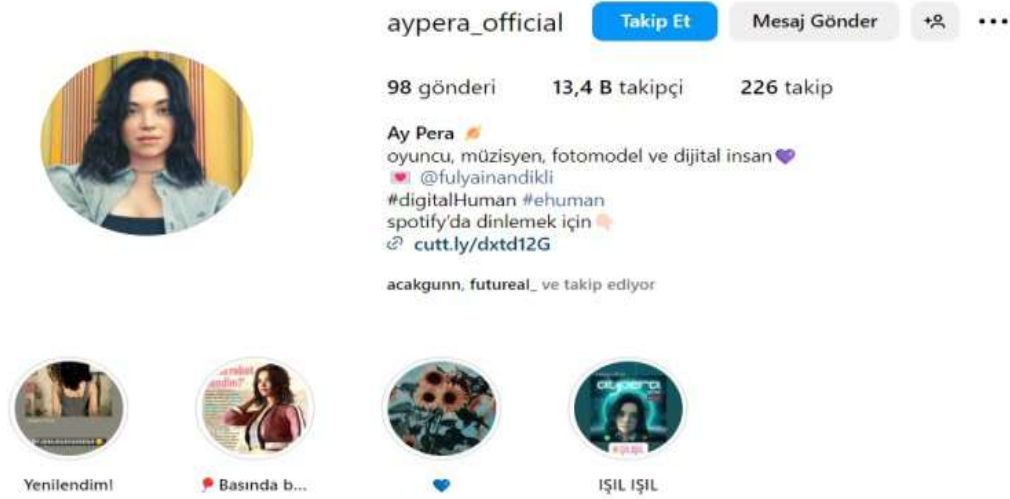 aypera_official Takip Et Mesaj Gönder
98 gönderi 13,4 B takipçi 226 takip
Ay Pera
oyuncu, müzisyen, fotomodel ve dijital insan
@fulyainandikli
#digitalHuman #ehuman
spotify'da dinlemek için
cutt.ly/dxtd12G
acakgunn, futureal_ ve takip ediyor
robot
aypera
Yenilendim! Basında b... IŞIL IŞIL